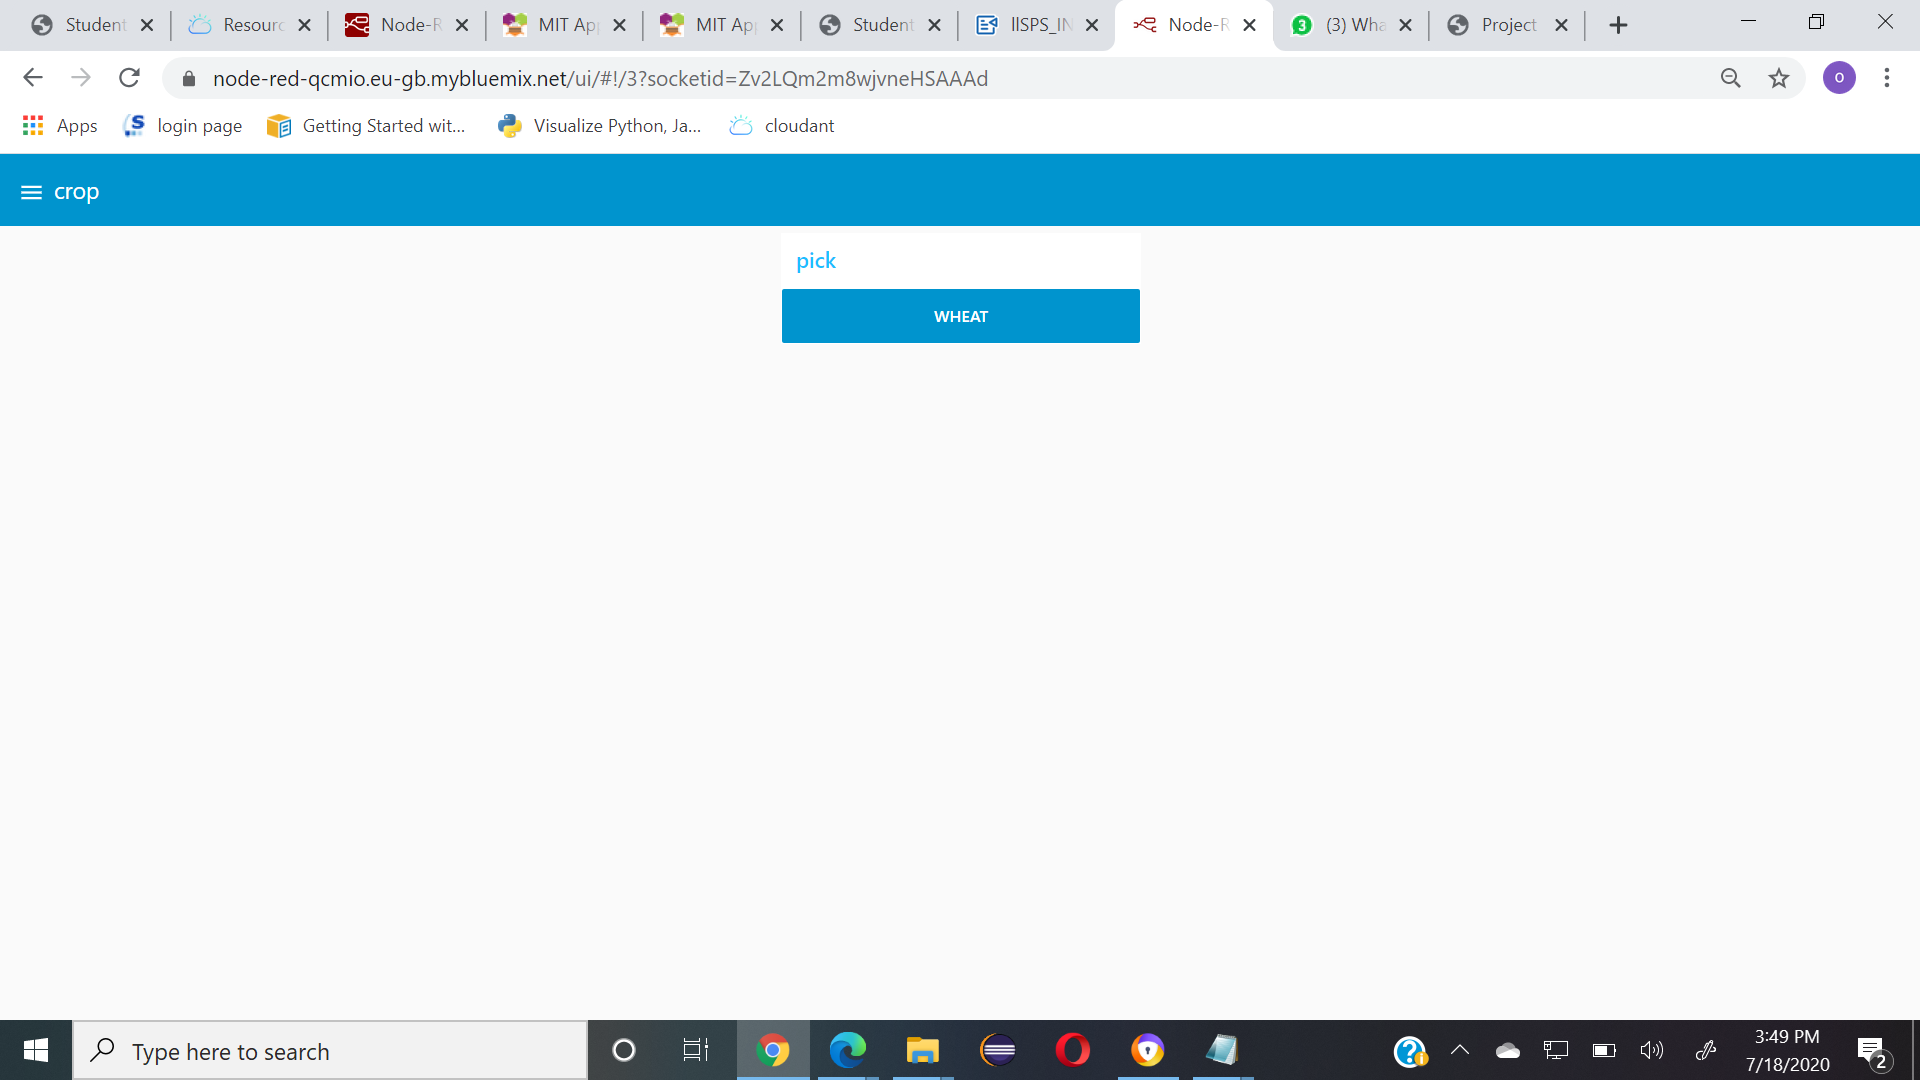 Student
Resourc
Node-R
MIT Ap
MIT Ap
Student
llSPS_IN
Node-R
3 (3) Wha
Project
node-red-qcmio.eu-gb.mybluemix.net/ui/#!/3?socketid=Zv2LQm2m8wjvneHSAAAd
o
Apps
login page
Getting Started wit...
Visualize Python, Ja...
cloudant
crop
pick
WHEAT
Type here to search
3:49 PM
7/18/2020
2